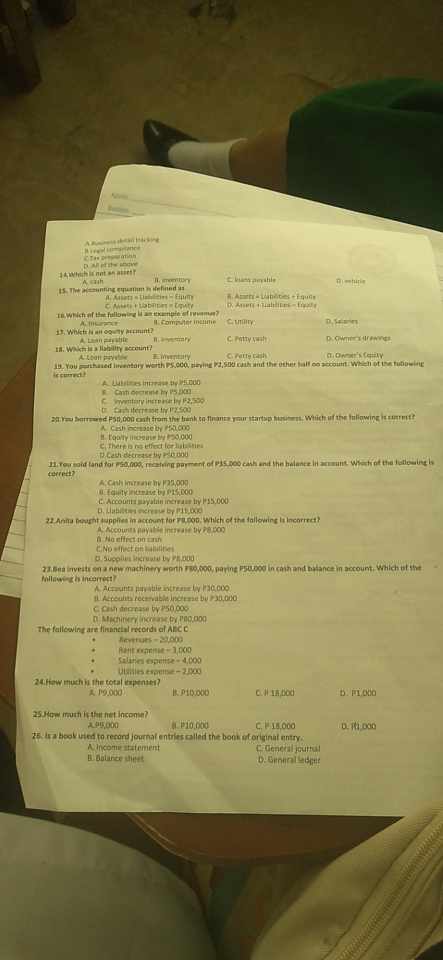 Name
A. Business detail tracking
B. Legal compliance
C. Tax preparation
D. All of the above
14. Which is not an asset?
A. cash B. inventory C. loans payable D. vehicle
15. The accounting equation is defined as
A. Assets = Liabilities – Equity B. Assets = Liabilities + Equity
C. Assets + Liabilities = Equity D. Assets + Liabilities – Equity
16. Which of the following is an example of revenue?
A. Insurance B. Computer income C. Utility D. Salaries
17. Which is an equity account?
A. Loan payable B. Inventory C. Petty cash D. Owner's drawings
18. Which is a liability account?
A. Loan payable B. Inventory C. Petty cash D. Owner's Equity
19. You purchased inventory worth P5,000, paying P2,500 cash and the other half on account. Which of the following
is correct?
A. Liabilities increase by P5,000
B. Cash decrease by P5,000
C. Inventory increase by P2,500
D. Cash decrease by P2,500
20. You borrowed P50,000 cash from the bank to finance your startup business. Which of the following is correct?
A. Cash increase by P50,000
B. Equity increase by P50,000
C. There is no effect for liabilities
D. Cash decrease by P50,000
21. You sold land for P50,000, receiving payment of P35,000 cash and the balance in account. Which of the following is
correct?
A. Cash increase by P35,000
B. Equity increase by P15,000
C. Accounts payable increase by P15,000
D. Liabilities increase by P15,000
22. Anita bought supplies in account for P8,000. Which of the following is incorrect?
A. Accounts payable increase by P8,000
B. No effect on cash
C. No effect on liabilities
D. Supplies increase by P8,000
23. Bea invests on a new machinery worth P80,000, paying P50,000 in cash and balance in account. Which of the
following is incorrect?
A. Accounts payable increase by P30,000
B. Accounts receivable increase by P30,000
C. Cash decrease by P50,000
D. Machinery increase by P80,000
The following are financial records of ABC C
• Revenues – 20,000
• Rent expense – 3,000
• Salaries expense – 4,000
• Utilities expense – 2,000
24. How much is the total expenses?
A. P9,000 B. P10,000 C. P 18,000 D. P1,000
25. How much is the net income?
A. P9,000 B. P10,000 C. P 18,000 D. P1,000
26. Is a book used to record journal entries called the book of original entry.
A. Income statement C. General journal
B. Balance sheet D. General ledger